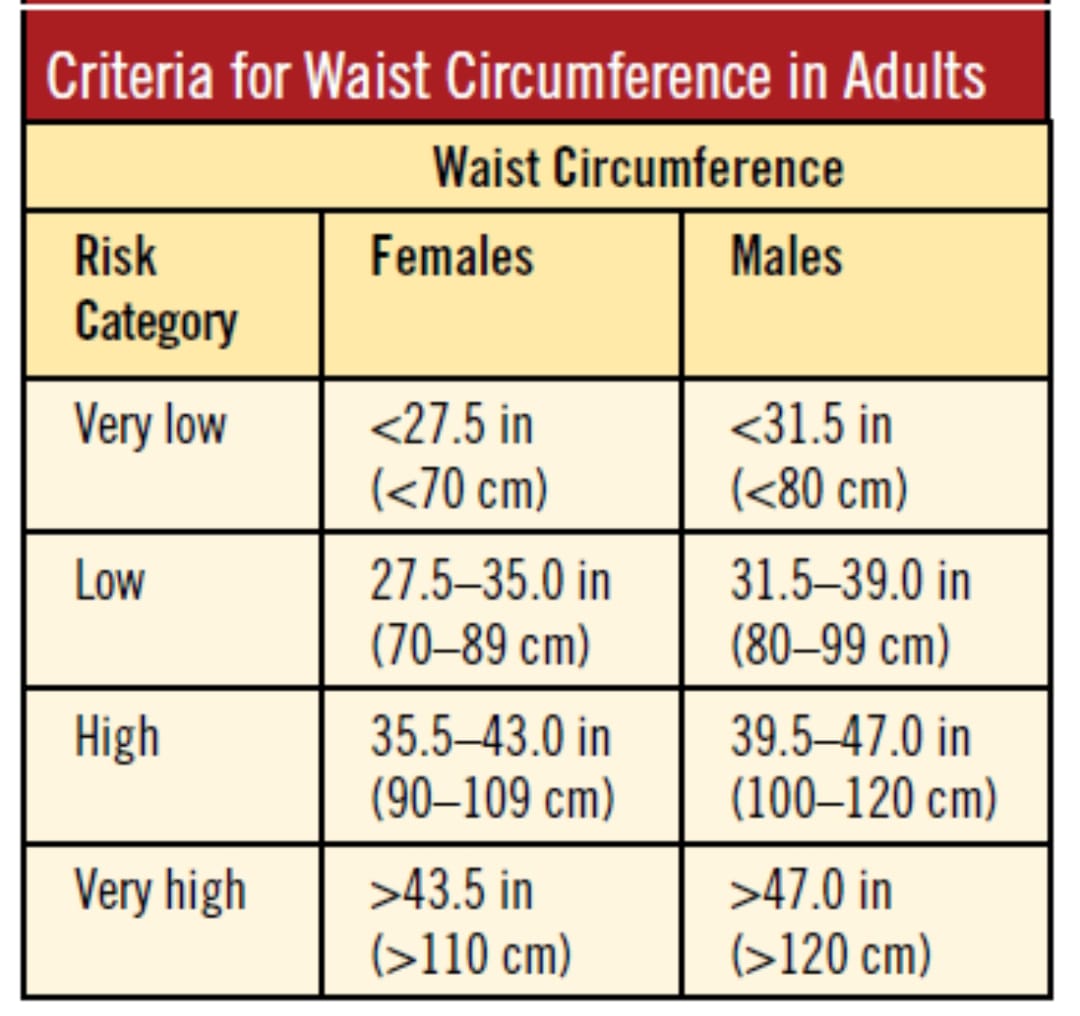 Criteria for Waist Circumference in Adults
Waist Circumference
Risk Category
Females
Males
Very low
<27.5 in
(<70 cm)
<31.5 in
(<80 cm)
Low
27.5–35.0 in
(70–89 cm)
31.5–39.0 in
(80–99 cm)
High
35.5–43.0 in
(90–109 cm)
39.5–47.0 in
(100–120 cm)
Very high
>43.5 in
(>110 cm)
>47.0 in
(>120 cm)